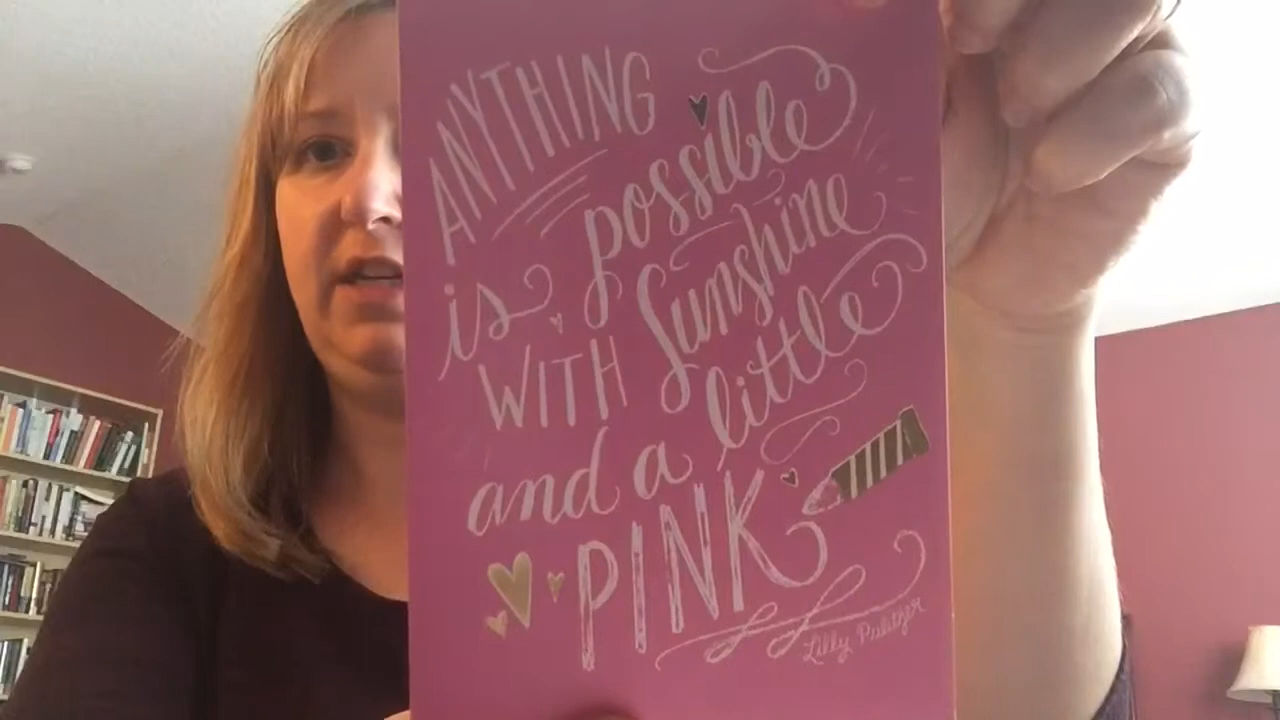 ANYTHING
is possible
WITH Sunshine
and a little
PINK
Lilly Pulitzer